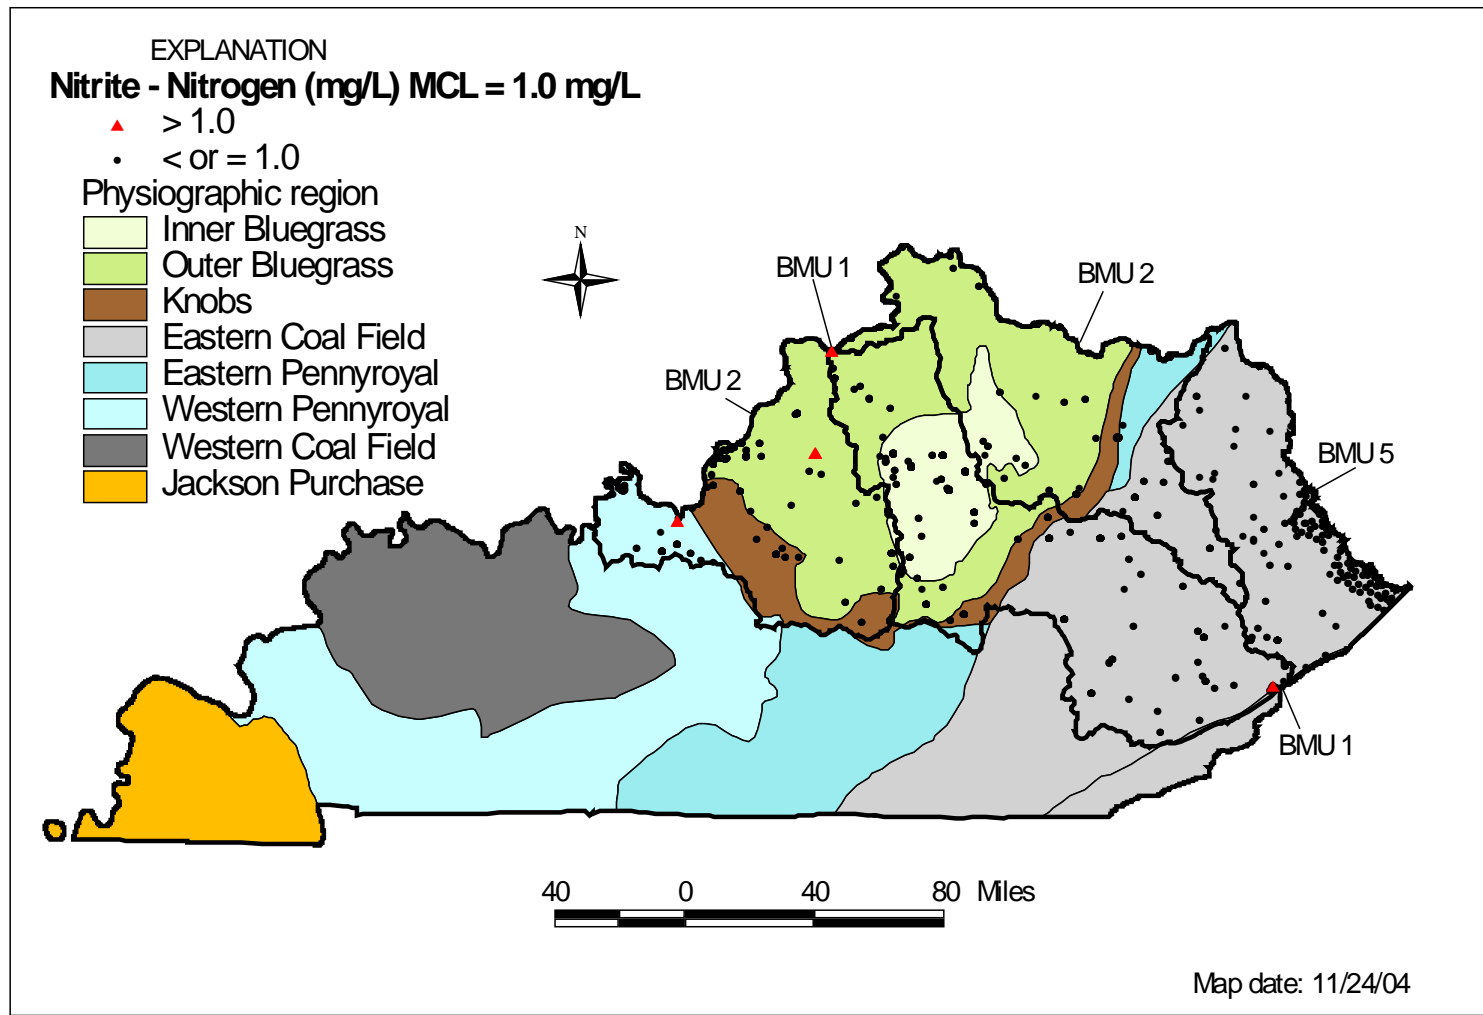 EXPLANATION
Nitrite - Nitrogen (mg/L) MCL = 1.0 mg/L
> 1.0
< or = 1.0
Physiographic region
Inner Bluegrass
Outer Bluegrass
Knobs
Eastern Coal Field
Eastern Pennyroyal
Western Pennyroyal
Western Coal Field
Jackson Purchase
N
BMU 1
BMU 2
BMU 2
BMU 5
BMU 1
40 0 40 80 Miles
Map date: 11/24/04